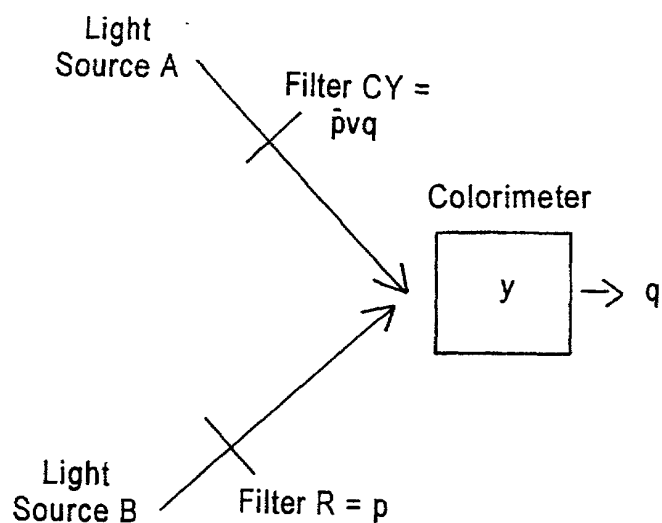 Light
Source A
Filter CY =
p̄vq
Colorimeter
y
q
Light
Source B
Filter R = p